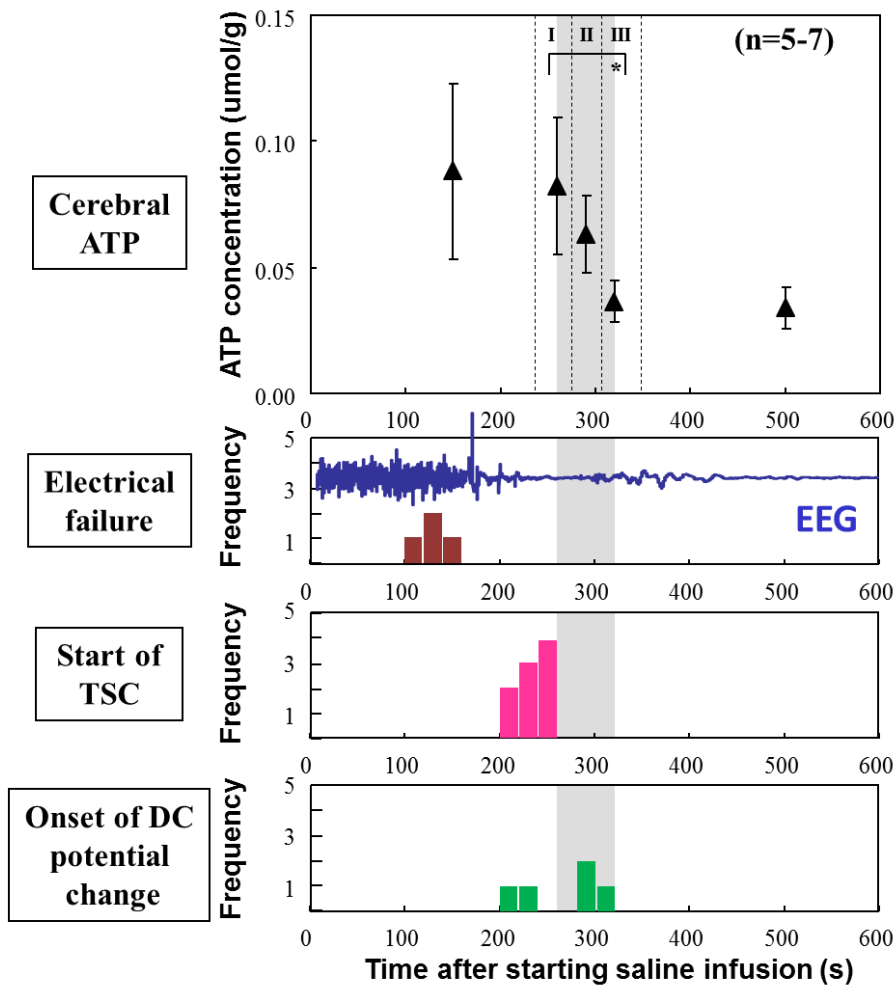 Cerebral
ATP
ATP concentration (umol/g)
0.15
0.10
0.05
0.00
I II III
*
(n=5-7)
0 100 200 300 400 500 600
Electrical
failure
Frequency
5
3
1
EEG
0 100 200 300 400 500 600
Start of
TSC
Frequency
5
3
1
0 100 200 300 400 500 600
Onset of DC
potential
change
Frequency
5
3
1
0 100 200 300 400 500 600
Time after starting saline infusion (s)